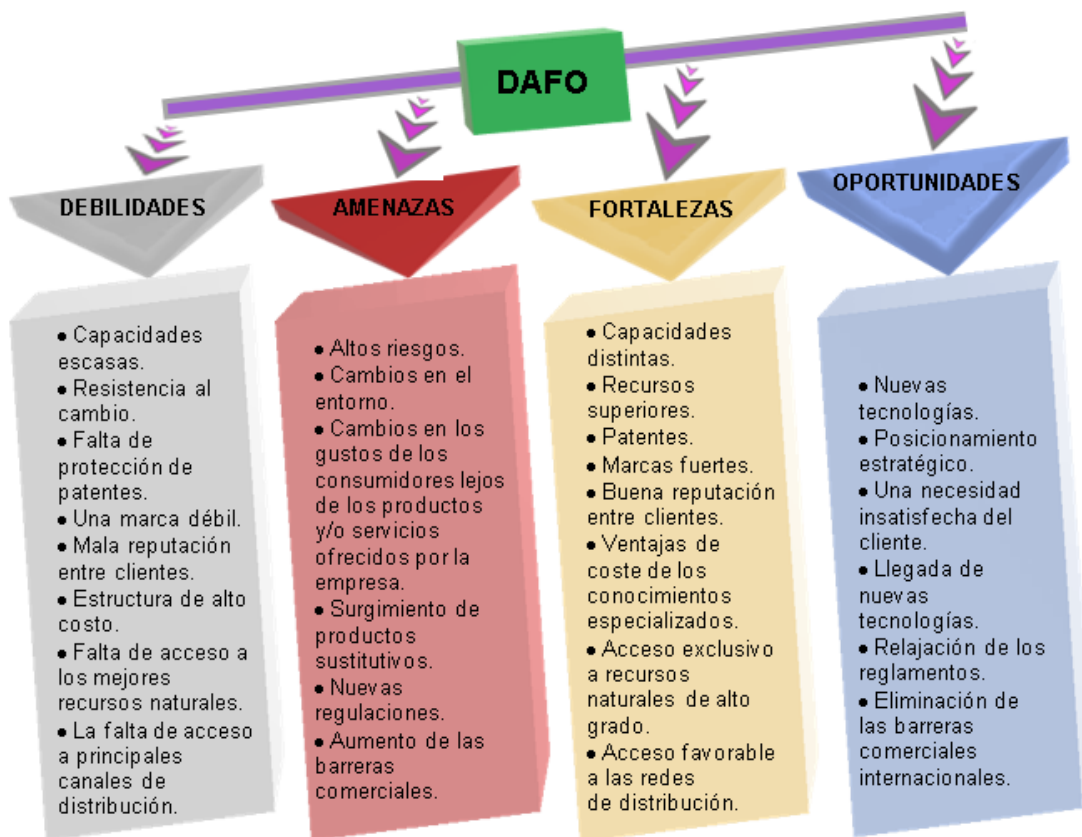 DAFO
DEBILIDADES
• Capacidades
escasas.
• Resistencia al
cambio.
• Falta de
protección de
patentes.
• Una marca débil.
• Mala reputación
entre clientes.
• Estructura de alto
costo.
• Falta de acceso a
los mejores
recursos naturales.
• La falta de acceso
a principales
canales de
distribución.
AMENAZAS
• Altos riesgos.
• Cambios en el
entorno.
• Cambios en los
gustos de los
consumidores lejos
de los productos
y/o servicios
ofrecidos por la
empresa.
• Surgimiento de
productos
sustitutivos.
• Nuevas
regulaciones.
• Aumento de las
barreras
comerciales.
FORTALEZAS
• Capacidades
distintas.
• Recursos
superiores.
• Patentes.
• Marcas fuertes.
• Buena reputación
entre clientes.
• Ventajas de
coste de los
conocimientos
especializados.
• Acceso exclusivo
a recursos
naturales de alto
grado.
• Acceso favorable
a las redes
de distribución.
OPORTUNIDADES
• Nuevas
tecnologías.
• Posicionamiento
estratégico.
• Una necesidad
insatisfecha del
cliente.
• Llegada de
nuevas
tecnologías.
• Relajación de los
reglamentos.
• Eliminación de
las barreras
comerciales
internacionales.